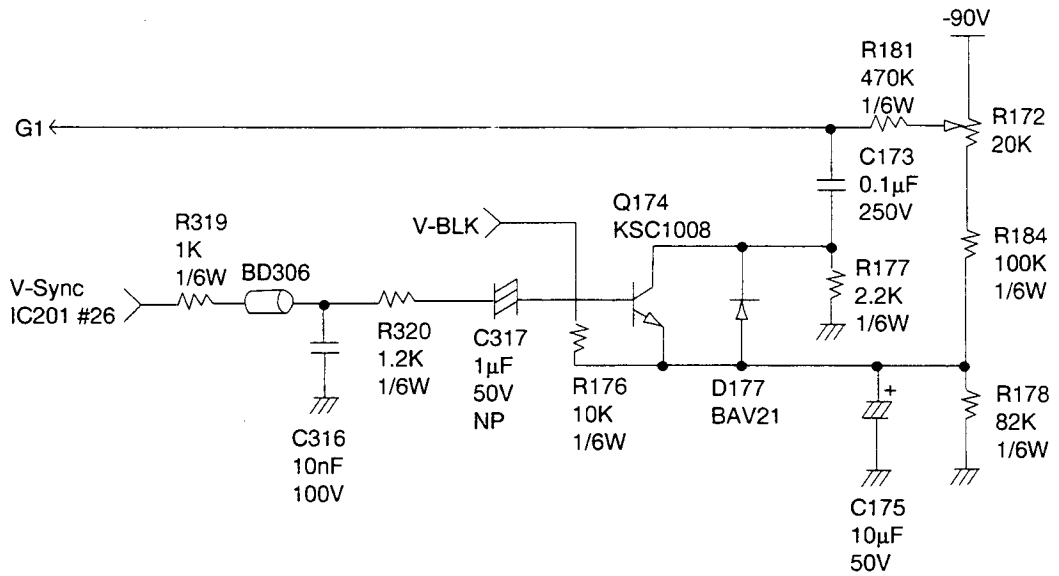 -90V
R181
470K
1/6W
R172
20K
G1
C173
0.1µF
250V
Q174
KSC1008
V-BLK
R319
1K
1/6W
BD306
V-Sync
IC201 #26
R184
100K
1/6W
R177
2.2K
1/6W
R320
1.2K
1/6W
C317
1µF
50V
NP
R176
10K
1/6W
D177
BAV21
+
R178
82K
1/6W
C316
10nF
100V
C175
10µF
50V